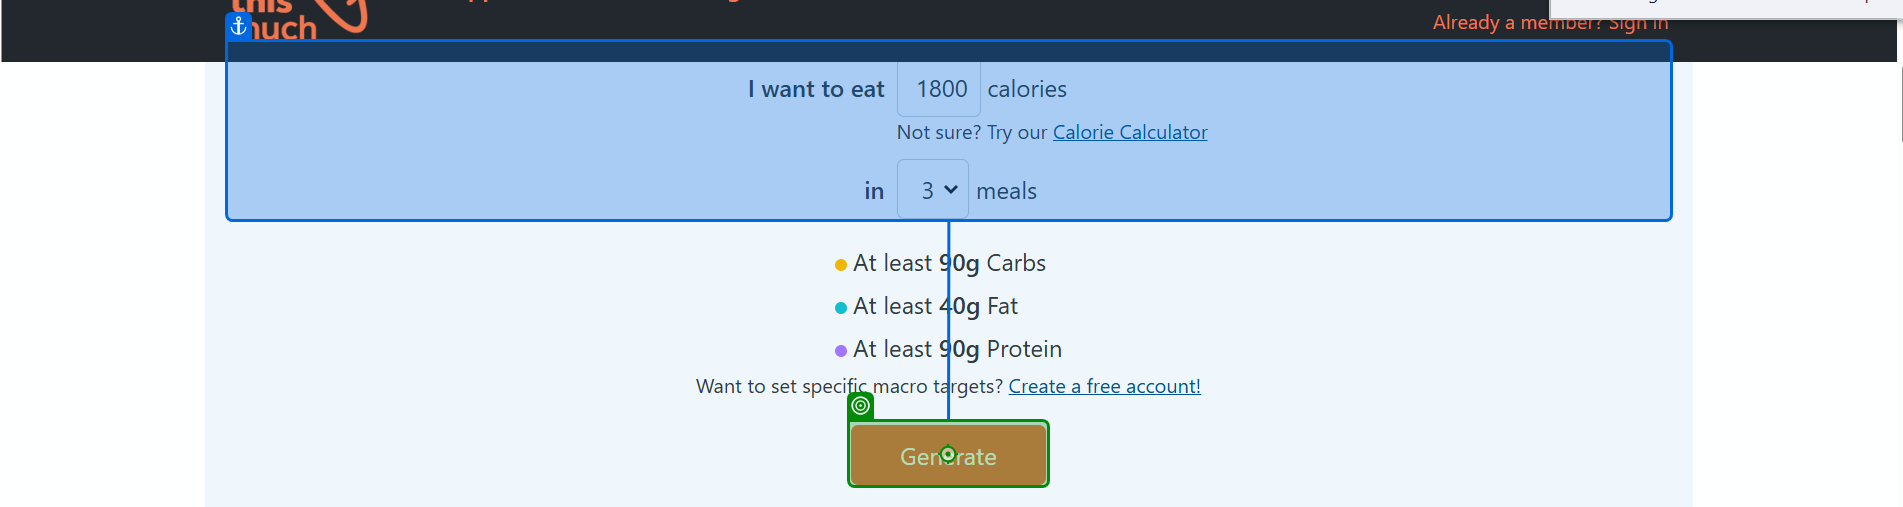 this
much
Already a member? Sign in
I want to eat 1800 calories
Not sure? Try our Calorie Calculator
in 3 meals
At least 90g Carbs
At least 40g Fat
At least 90g Protein
Want to set specific macro targets? Create a free account!
Generate